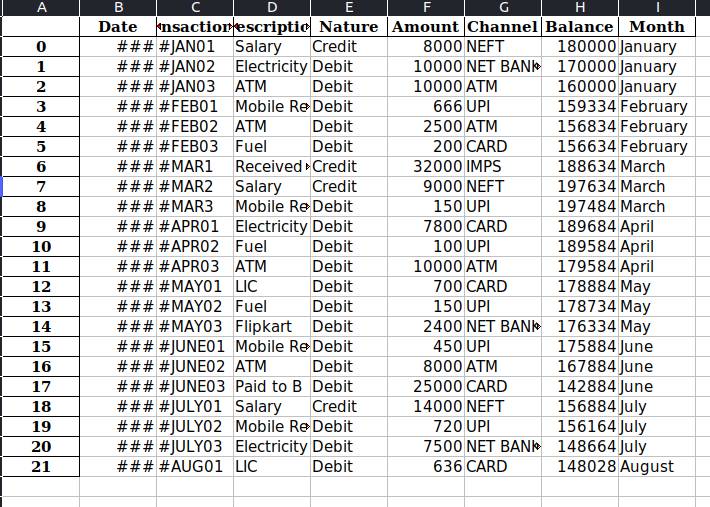 A B C D E F G H I
Date nsaction escriptio Nature Amount Channel Balance Month
0 ### #JAN01 Salary Credit 8000 NEFT 180000 January
1 ### #JAN02 Electricity Debit 10000 NET BANK 170000 January
2 ### #JAN03 ATM Debit 10000 ATM 160000 January
3 ### #FEB01 Mobile Re Debit 666 UPI 159334 February
4 ### #FEB02 ATM Debit 2500 ATM 156834 February
5 ### #FEB03 Fuel Debit 200 CARD 156634 February
6 ### #MAR1 Received Credit 32000 IMPS 188634 March
7 ### #MAR2 Salary Credit 9000 NEFT 197634 March
8 ### #MAR3 Mobile Re Debit 150 UPI 197484 March
9 ### #APR01 Electricity Debit 7800 CARD 189684 April
10 ### #APR02 Fuel Debit 100 UPI 189584 April
11 ### #APR03 ATM Debit 10000 ATM 179584 April
12 ### #MAY01 LIC Debit 700 CARD 178884 May
13 ### #MAY02 Fuel Debit 150 UPI 178734 May
14 ### #MAY03 Flipkart Debit 2400 NET BANK 176334 May
15 ### #JUNE01 Mobile Re Debit 450 UPI 175884 June
16 ### #JUNE02 ATM Debit 8000 ATM 167884 June
17 ### #JUNE03 Paid to B Debit 25000 CARD 142884 June
18 ### #JULY01 Salary Credit 14000 NEFT 156884 July
19 ### #JULY02 Mobile Re Debit 720 UPI 156164 July
20 ### #JULY03 Electricity Debit 7500 NET BANK 148664 July
21 ### #AUG01 LIC Debit 636 CARD 148028 August